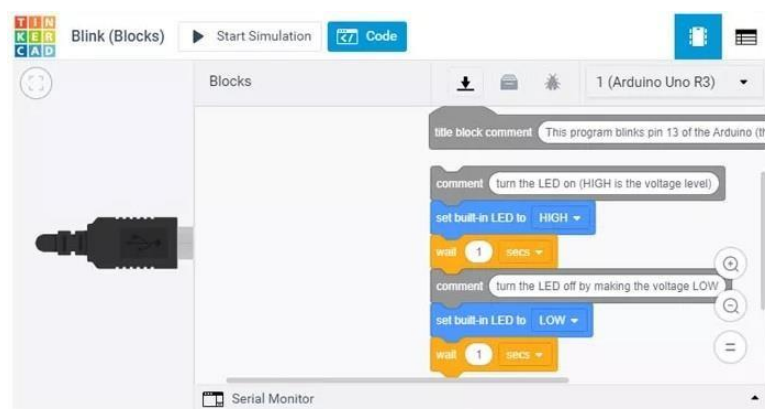 TIN
KER
CAD
Blink (Blocks)
Start Simulation
Code
Blocks
1 (Arduino Uno R3)
title block comment This program blinks pin 13 of the Arduino (th
comment turn the LED on (HIGH is the voltage level)
set built-in LED to HIGH
wait 1 secs
comment turn the LED off by making the voltage LOW
set built-in LED to LOW
wait 1 secs
Serial Monitor